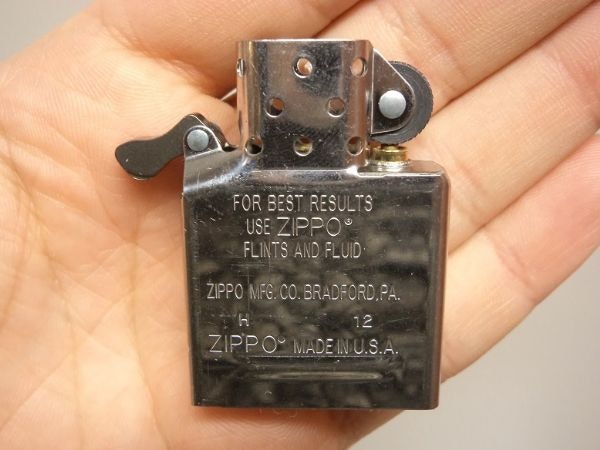 FOR BEST RESULTS
USE ZIPPO®
FLINTS AND FLUID
ZIPPO MFG. CO. BRADFORD, PA.
H 12
ZIPPO® MADE IN U.S.A.